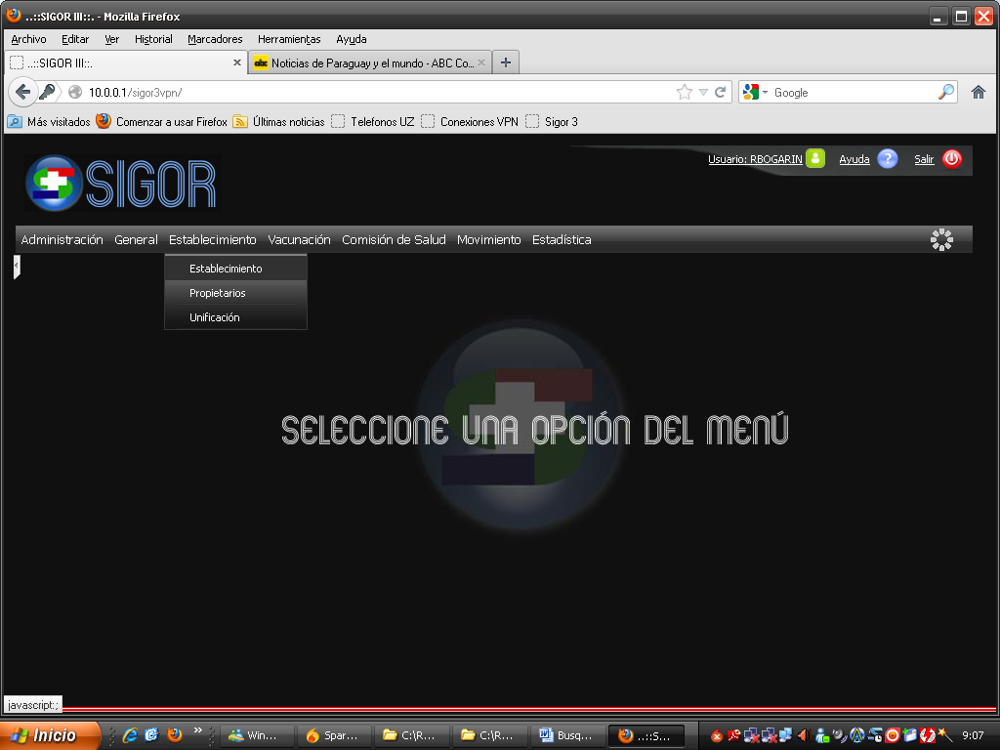 ..::SIGOR III::. - Mozilla Firefox
Archivo Editar Ver Historial Marcadores Herramientas Ayuda
..::SIGOR III::.
abc Noticias de Paraguay y el mundo - ABC Co...
10.0.0.1/sigor3vpn/
Google
Más visitados Comenzar a usar Firefox Últimas noticias Telefonos UZ Conexiones VPN Sigor 3
Usuario: RBOGARIN Ayuda ? Salir
SIGOR
Administración General Establecimiento Vacunación Comisión de Salud Movimiento Estadística
Establecimiento
Propietarios
Unificación
SELECCIONE UNA OPCIÓN DEL MENÚ
javascript:;
Inicio » Win... Spar... C:\R... C:\R... Busq... ..::S... 9:07